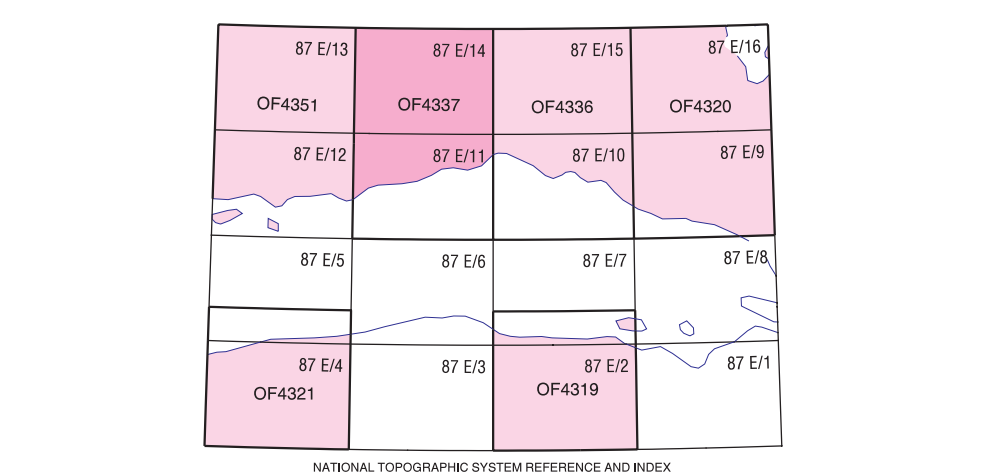 87 E/13 87 E/14 87 E/15 87 E/16
OF4351 OF4337 OF4336 OF4320
87 E/12 87 E/11 87 E/10 87 E/9
87 E/5 87 E/6 87 E/7 87 E/8
87 E/4 87 E/3 87 E/2 87 E/1
OF4321 OF4319
NATIONAL TOPOGRAPHIC SYSTEM REFERENCE AND INDEX